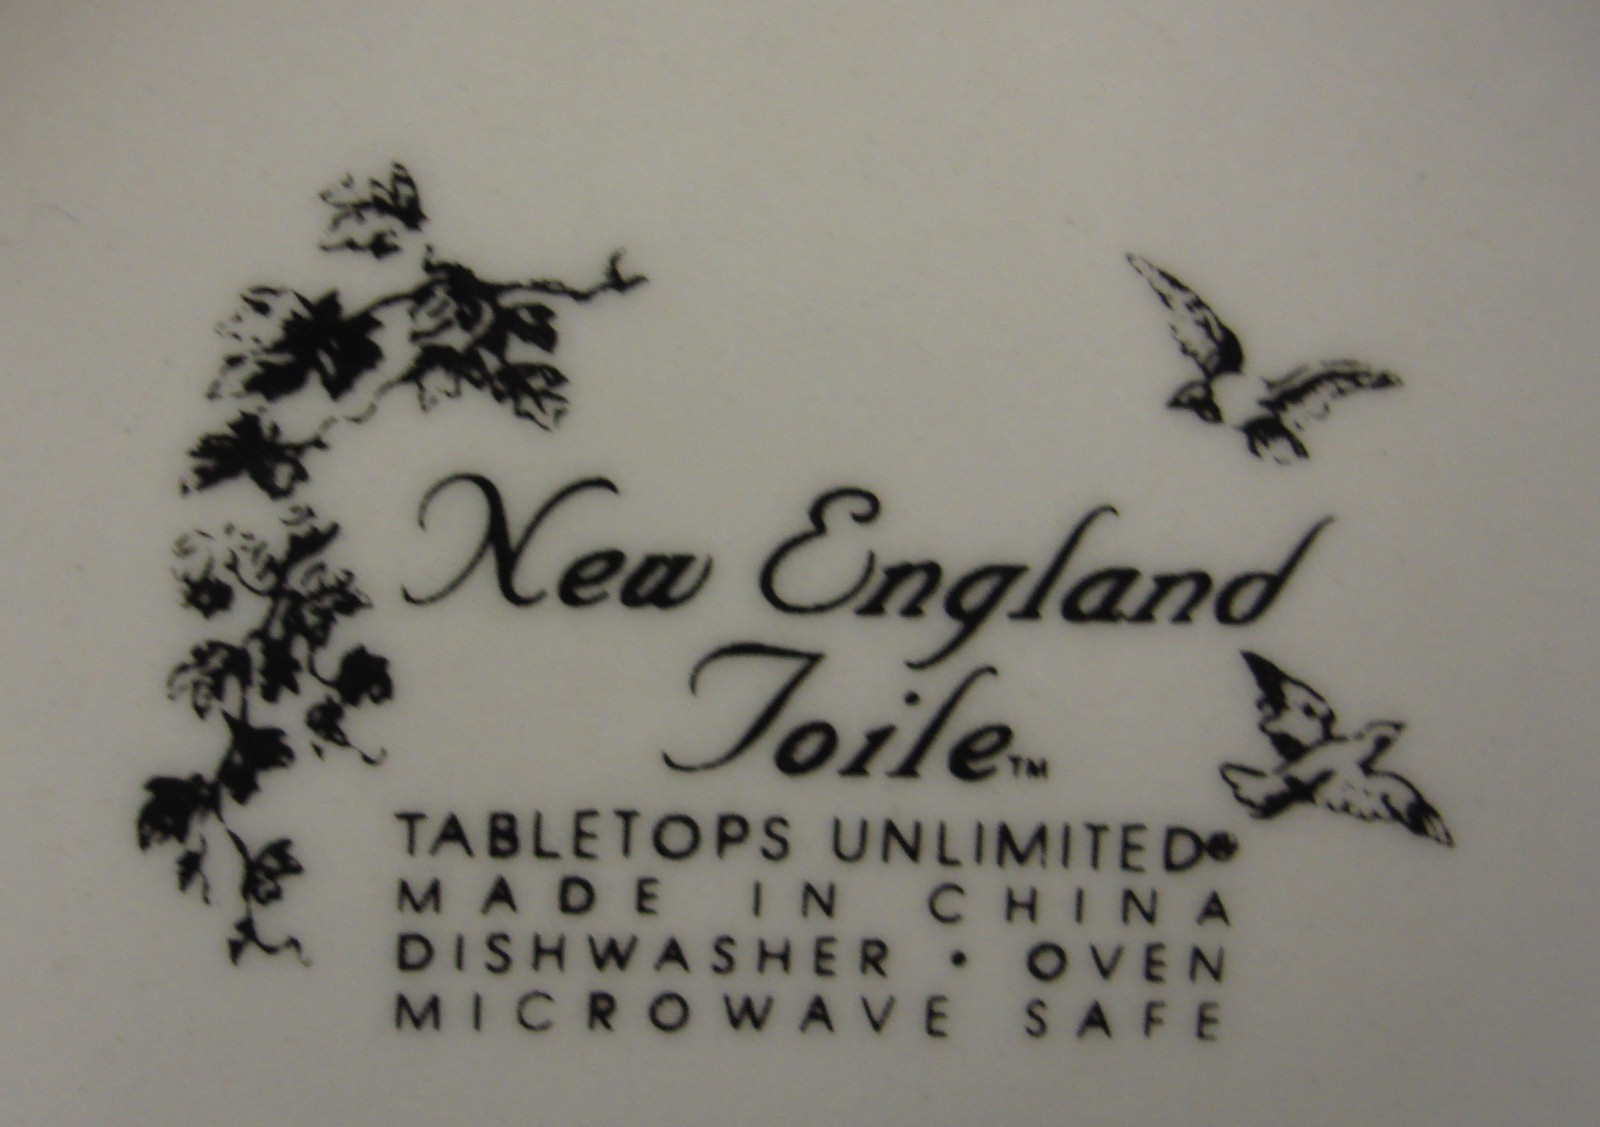 New England
Toile™
TABLETOPS UNLIMITED®
MADE IN CHINA
DISHWASHER • OVEN
MICROWAVE SAFE